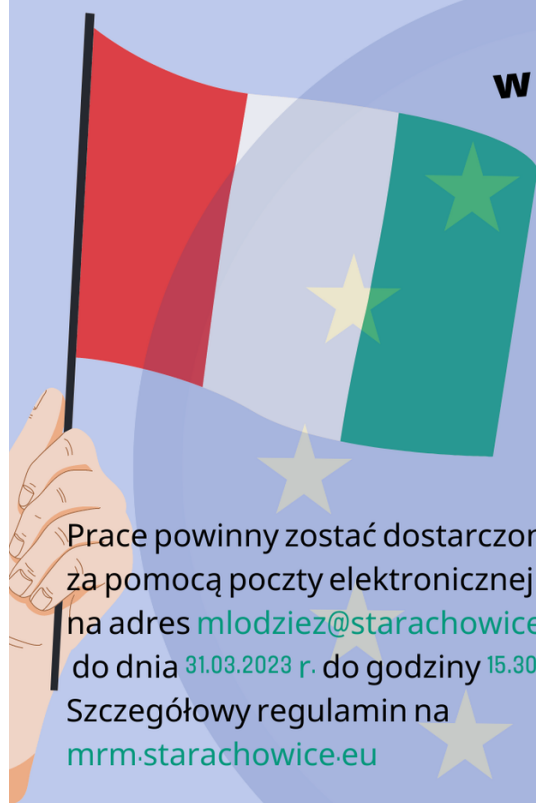 w
Prace powinny zostać dostarczon
za pomocą poczty elektronicznej
na adres mlodziez@starachowice
do dnia 31.03.2023 r. do godziny 15.30
Szczegółowy regulamin na
mrm.starachowice.eu